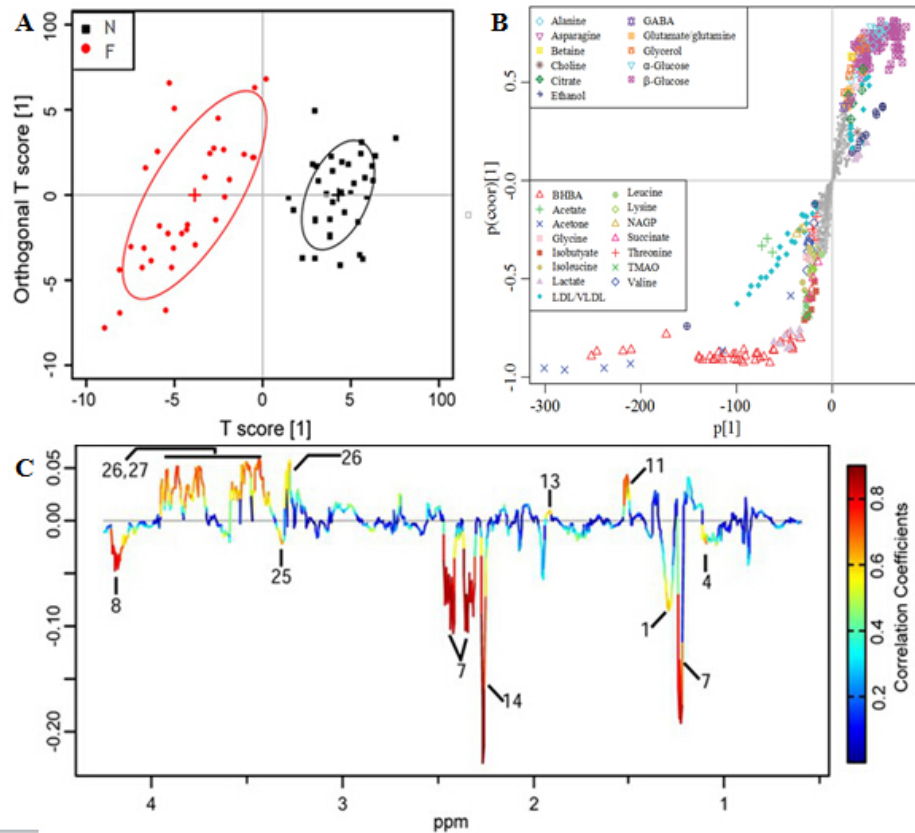 A
N
F
100
10
5
0
-5
-10
Orthogonal T score [1]
-10
-5
0
5
100
T score [1]
B
Alanine
Asparagine
Betaine
Choline
Citrate
Ethanol
GABA
Glutamate/glutamine
Glycerol
α-Glucose
β-Glucose
BHBA
Acetate
Acetone
Glycine
Isobutyate
Isoleucine
Lactate
LDL/VLDL
Leucine
Lysine
NAGP
Succinate
Threonine
TMAO
Valine
0.5
-0.0
-0.5
-1.0
p(coor)[1]
-300
-200
-100
0
p[1]
C
26,27
26
13
11
8
25
7
14
1
7
4
0.05
0.00
-0.10
-0.20
4
3
2
1
ppm
0.8
0.6
0.4
0.2
Correlation Coefficients